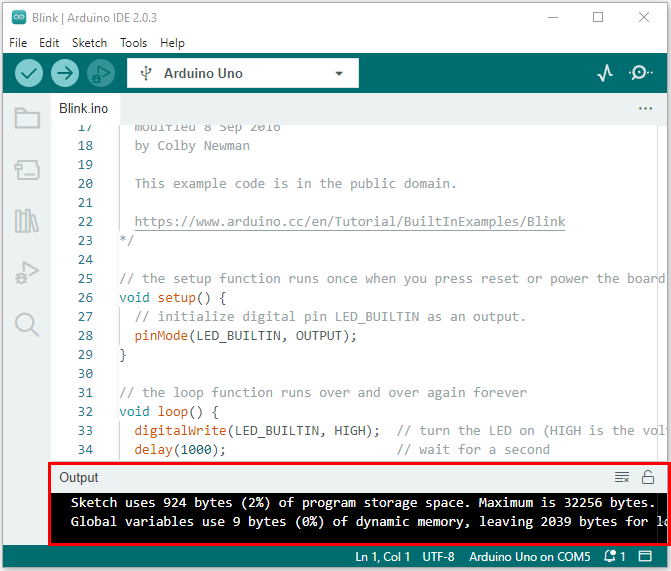 Blink | Arduino IDE 2.0.3
File Edit Sketch Tools Help
Arduino Uno
Blink.ino
17 modified 8 Sep 2016
18 by Colby Newman
19
20 This example code is in the public domain.
21
22 https://www.arduino.cc/en/Tutorial/BuiltInExamples/Blink
23 */
24
25 // the setup function runs once when you press reset or power the board
26 void setup() {
27 // initialize digital pin LED_BUILTIN as an output.
28 pinMode(LED_BUILTIN, OUTPUT);
29 }
30
31 // the loop function runs over and over again forever
32 void loop() {
33 digitalWrite(LED_BUILTIN, HIGH); // turn the LED on (HIGH is the vol
34 delay(1000); // wait for a second
Output
Sketch uses 924 bytes (2%) of program storage space. Maximum is 32256 bytes.
Global variables use 9 bytes (0%) of dynamic memory, leaving 2039 bytes for lo
Ln 1, Col 1 UTF-8 Arduino Uno on COM5 1